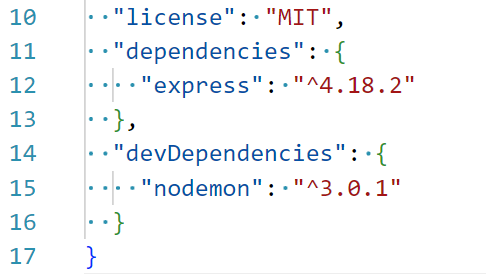 10   "license": "MIT",
11   "dependencies": {
12     "express": "^4.18.2"
13   },
14   "devDependencies": {
15     "nodemon": "^3.0.1"
16   }
17 }